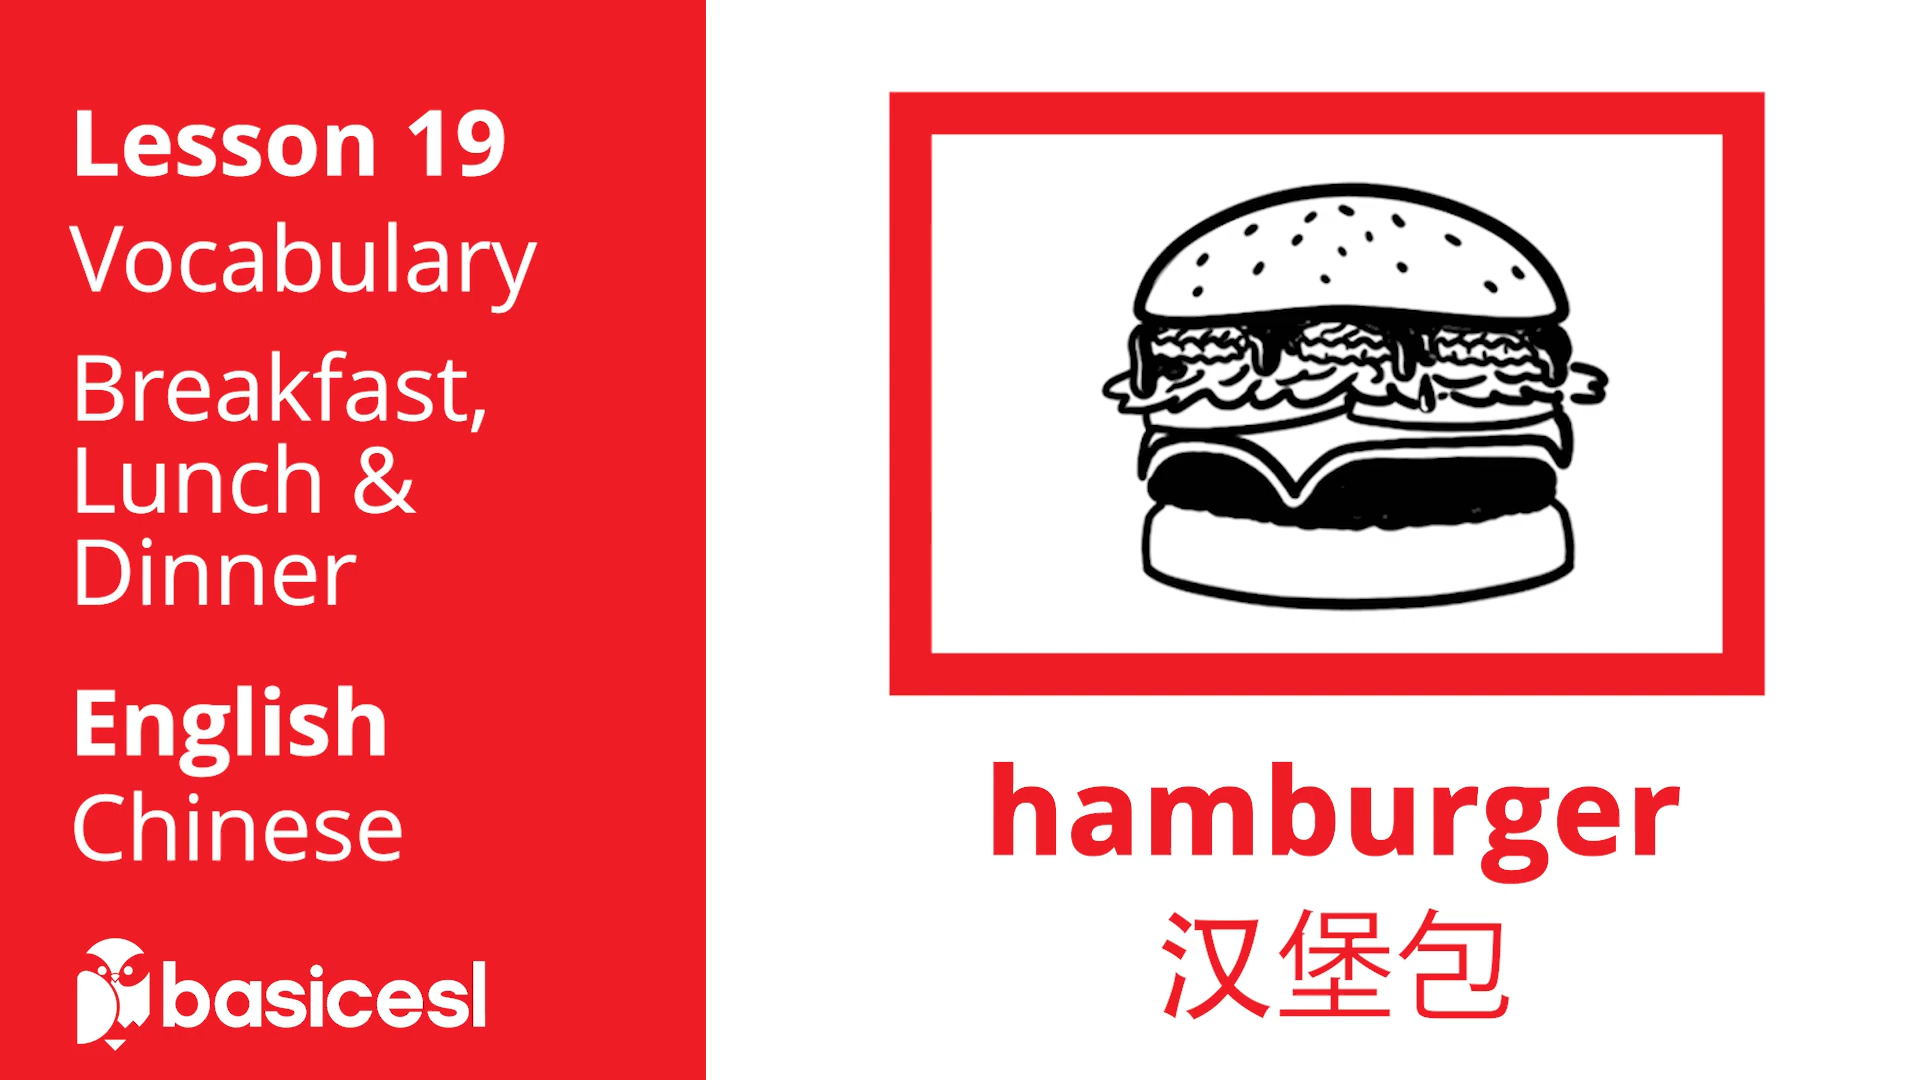 Lesson 19
Vocabulary
Breakfast,
Lunch &
Dinner
English
Chinese
basicesl
hamburger
汉堡包